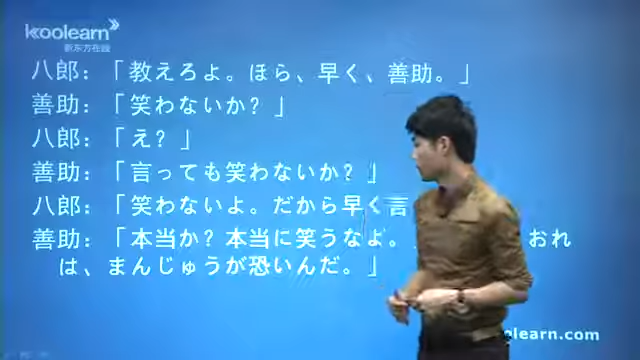 koolearn
新东方在线
八郎：「教えろよ。ほら、早く、善助。」
善助：「笑わないか？」
八郎：「え？」
善助：「言っても笑わないか？」
八郎：「笑わないよ。だから早く言
善助：「本当か？本当に笑うなよ。 おれ
は、まんじゅうが恐いんだ。」
olearn.com